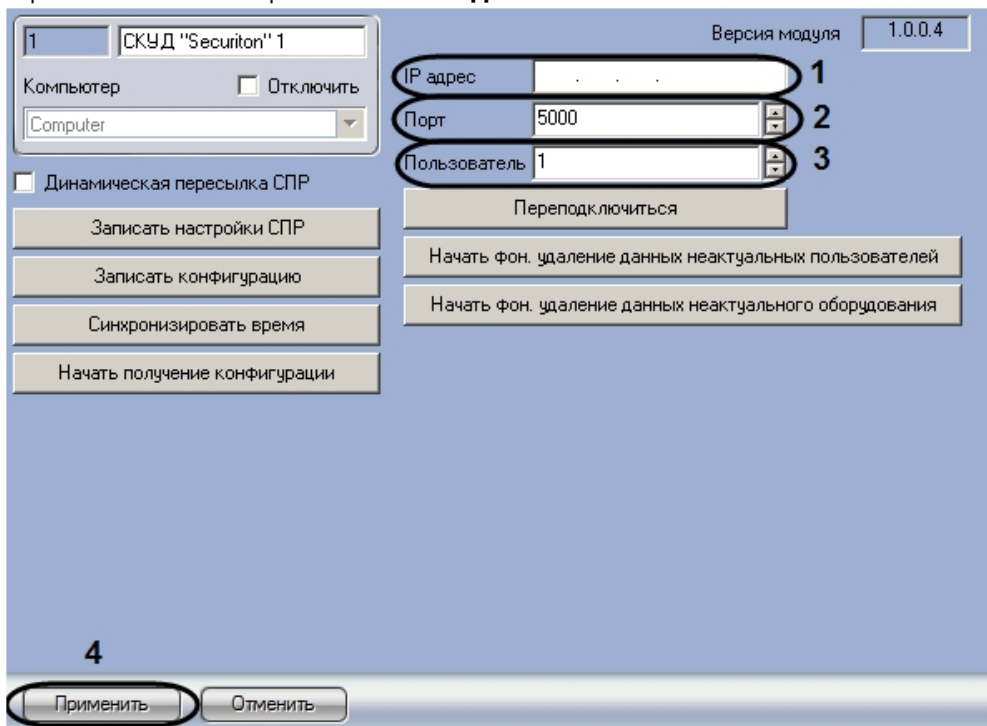 1 СКУД "Securiton" 1
Версия модуля 1.0.0.4
Компьютер Отключить
Computer
IP адрес . . . 1
Порт 5000 2
Пользователь 1 3
Динамическая пересылка СПР
Переподключиться
Записать настройки СПР
Начать фон. удаление данных неактуальных пользователей
Записать конфигурацию
Начать фон. удаление данных неактуального оборудования
Синхронизировать время
Начать получение конфигурации
4
Применить Отменить